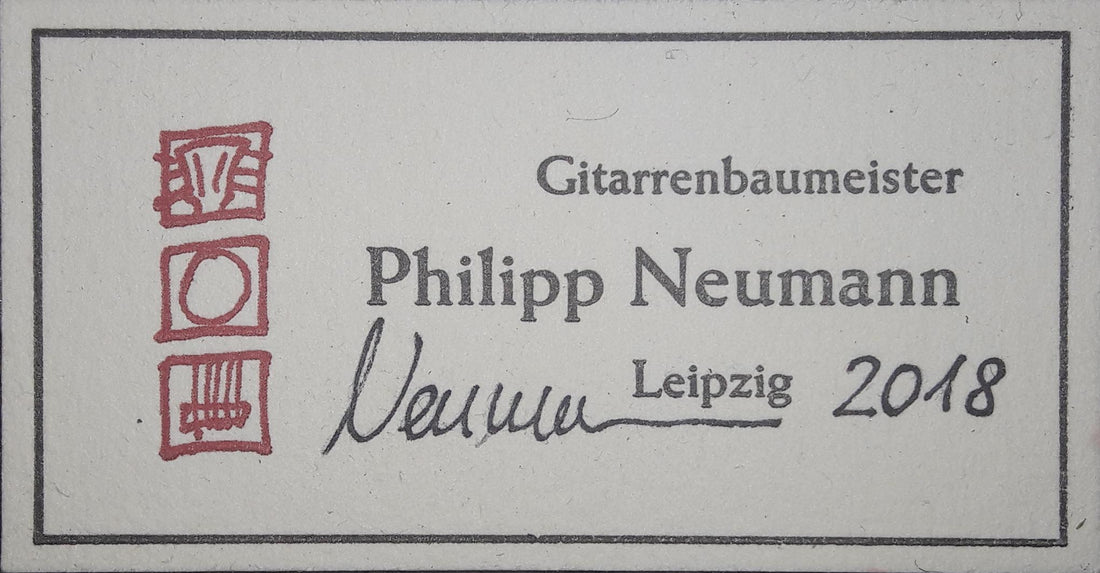 Gitarrenbaumeister
Philipp Neumann
Neumann
Leipzig 2018